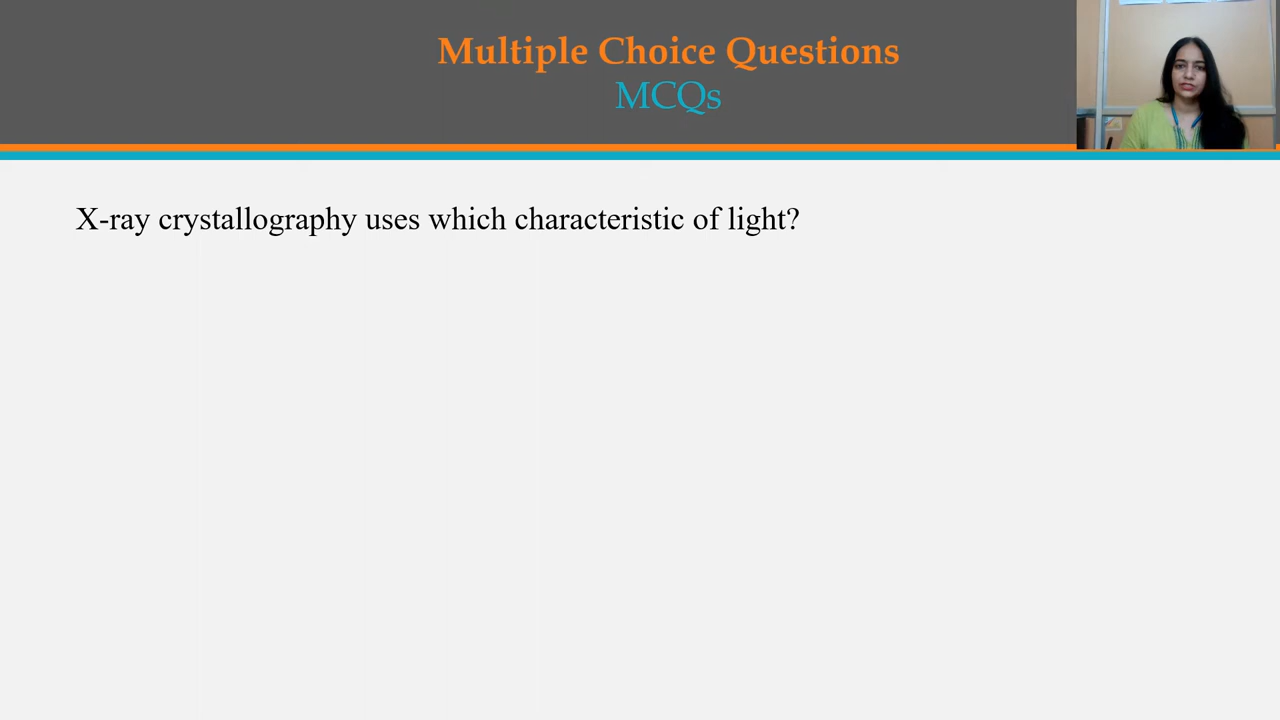 Multiple Choice Questions
MCQs
X-ray crystallography uses which characteristic of light?